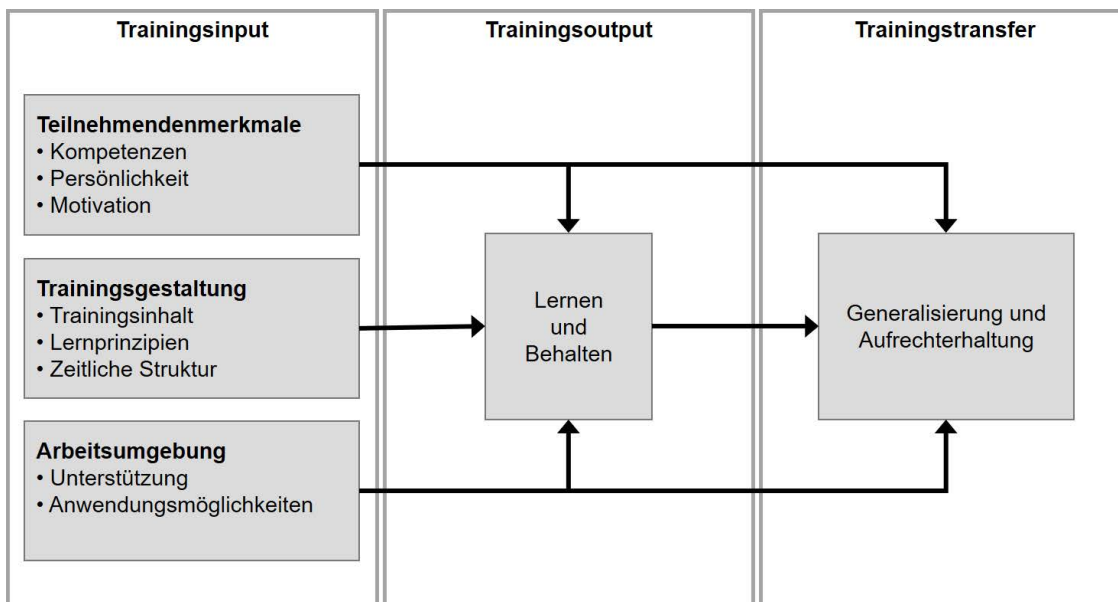 Trainingsinput
Teilnehmendenmerkmale
• Kompetenzen
• Persönlichkeit
• Motivation
Trainingsgestaltung
• Trainingsinhalt
• Lernprinzipien
• Zeitliche Struktur
Arbeitsumgebung
• Unterstützung
• Anwendungsmöglichkeiten
Trainingsoutput
Lernen
und
Behalten
Trainingstransfer
Generalisierung und
Aufrechterhaltung